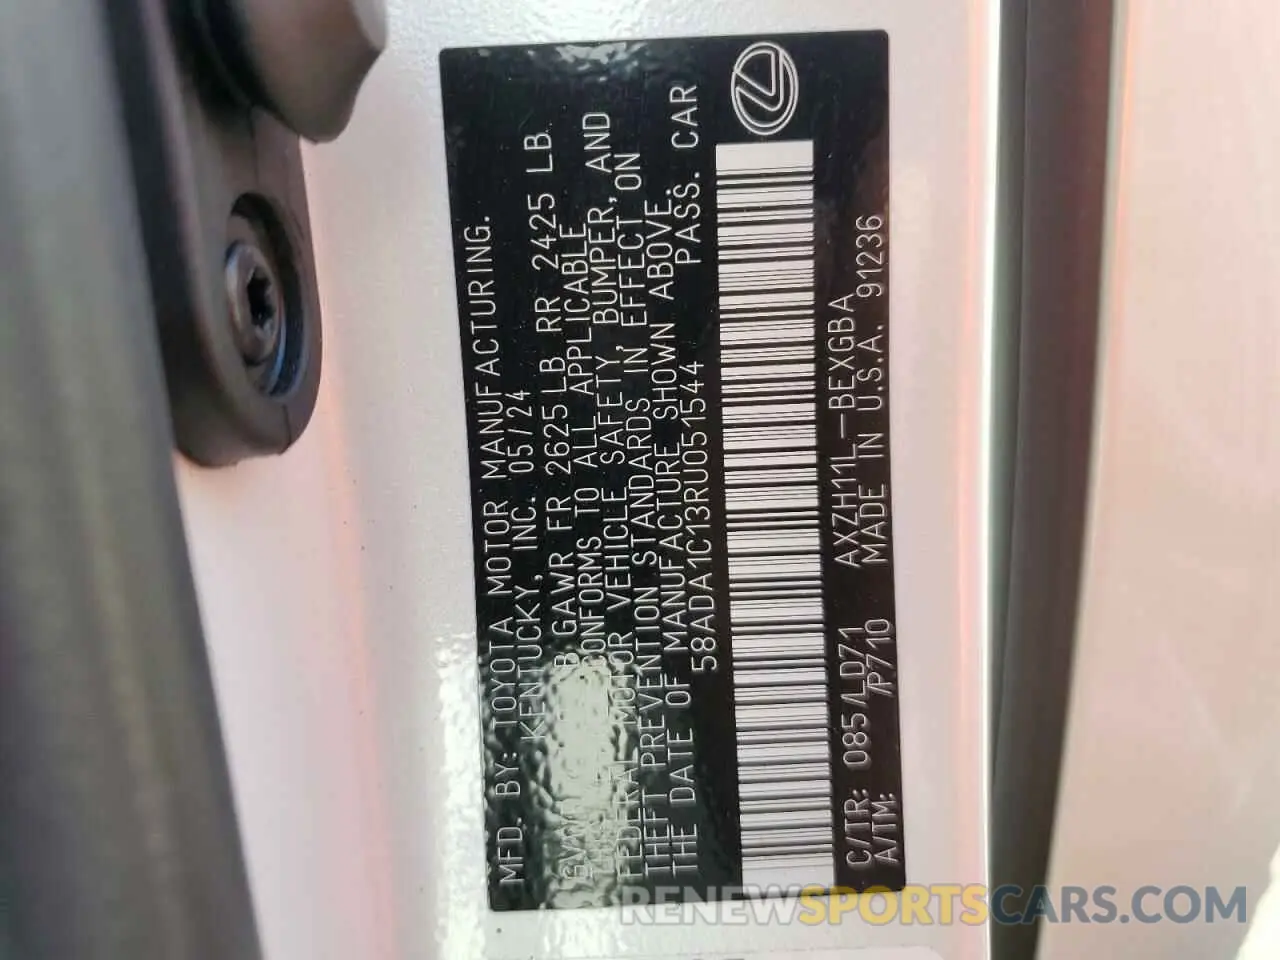 MFD. BY: TOYOTA MOTOR MANUFACTURING.
KENTUCKY, INC. 05/24
GAWR FR 2625LB RR 2425 LB
CONFORMS TO ALL APPLICABLE
FEDERAL MOTOR VEHICLE SAFETY, BUMPER, AND
THEFT PREVENTION STANDARDS IN EFFECT ON
THE DATE OF MANUFACTURE SHOWN ABOVE.
58ADA1C13RU051544 PASS. CAR
C/TR: 085/LD71 AXZH11L-BEXGBA
A/TM: /P710 MADE IN U.S.A. 91236
RENEWSPORTSCARS.COM